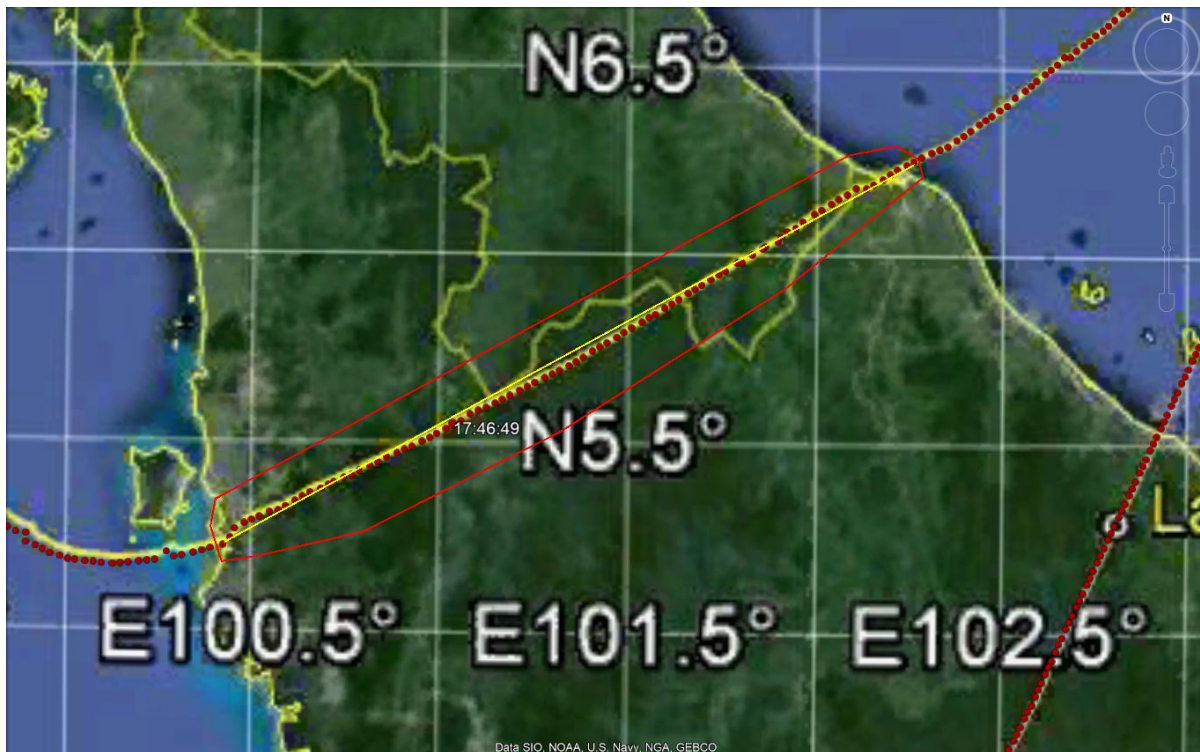 N
N6.5°
17:46:49
N5.5°
La
E100.5°
E101.5°
E102.5°
Data SIO, NOAA, U.S. Navy, NGA, GEBCO